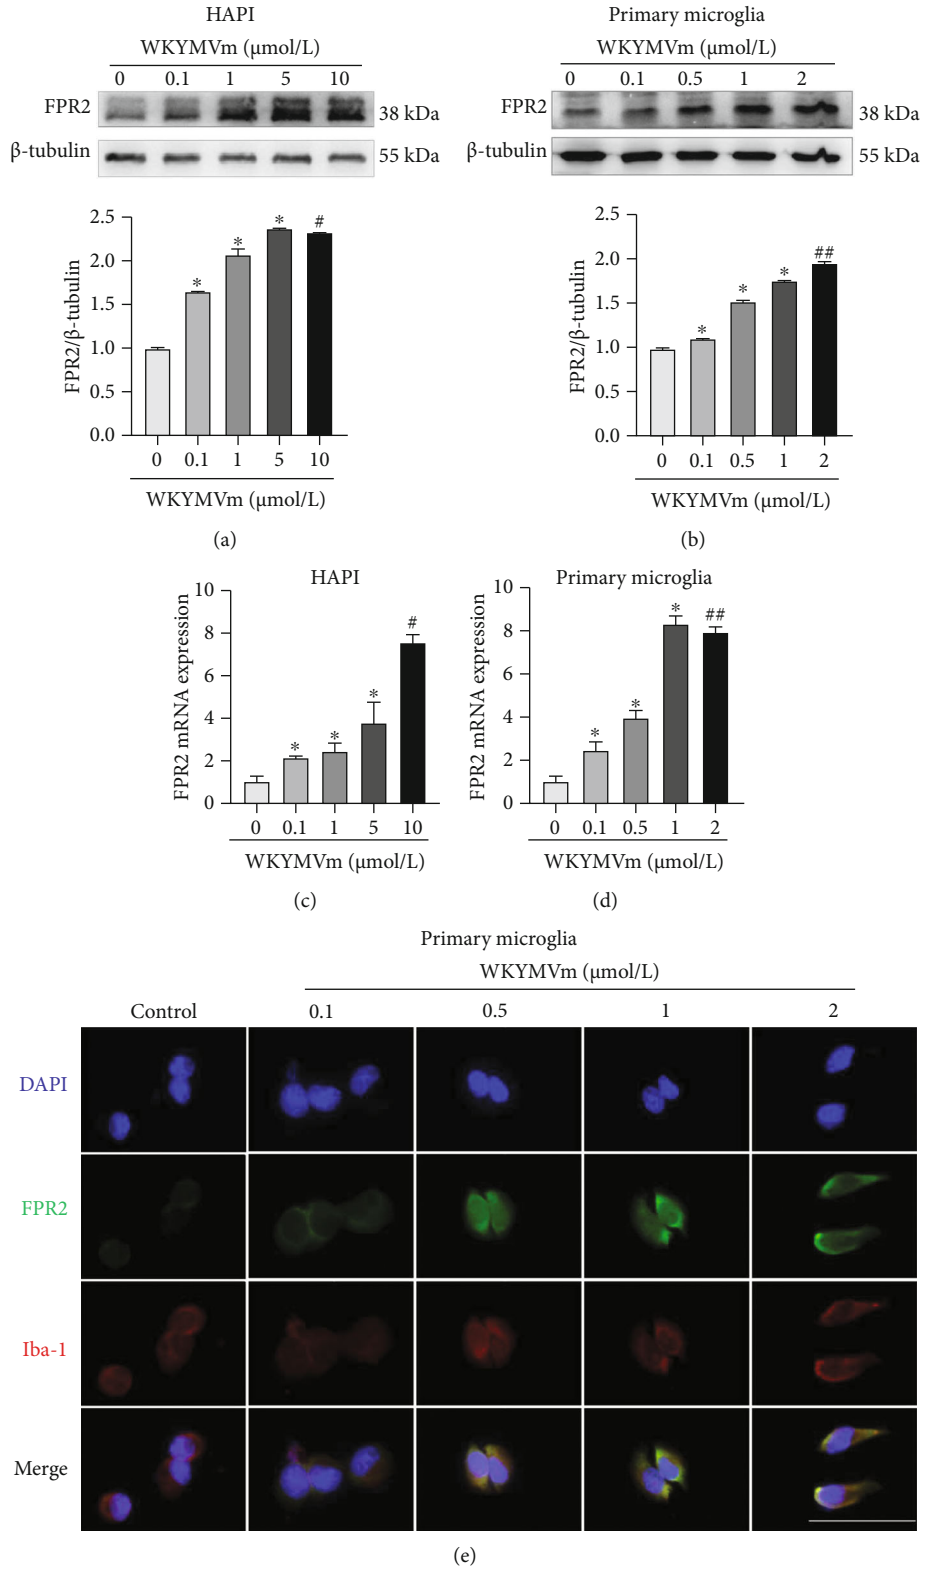 HAPI
WKYMVm (μmol/L)
0 0.1 1 5 10
FPR2 38 kDa
β-tubulin 55 kDa
Primary microglia
WKYMVm (μmol/L)
0 0.1 0.5 1 2
FPR2 38 kDa
β-tubulin 55 kDa
FPR2/β-tubulin
2.5
2.0
1.5
1.0
0.5
0.0
* * * #
0 0.1 1 5 10
WKYMVm (μmol/L)
(a)
FPR2/β-tubulin
2.5
2.0
1.5
1.0
0.5
0.0
* * * ##
0 0.1 0.5 1 2
WKYMVm (μmol/L)
(b)
HAPI
FPR2 mRNA expression
10
8
6
4
2
0
* * * #
0 0.1 1 5 10
WKYMVm (μmol/L)
(c)
Primary microglia
FPR2 mRNA expression
10
8
6
4
2
0
* * * ##
0 0.1 0.5 1 2
WKYMVm (μmol/L)
(d)
Primary microglia
WKYMVm (μmol/L)
Control 0.1 0.5 1 2
DAPI
FPR2
Iba-1
Merge
(e)